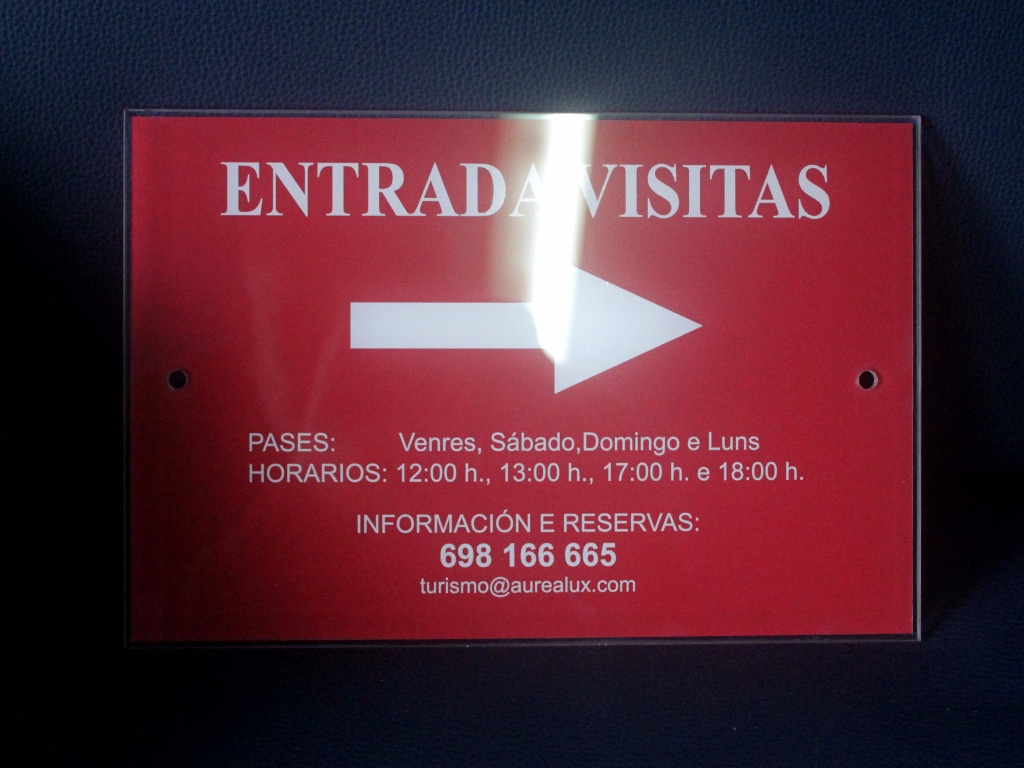 ENTRADA VISITAS
PASES: Venres, Sábado,Domingo e Luns
HORARIOS: 12:00 h., 13:00 h., 17:00 h. e 18:00 h.
INFORMACIÓN E RESERVAS:
698 166 665
turismo@aurealux.com